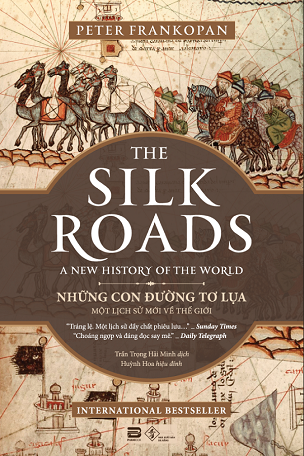 PETER FRANKOPAN
THE
SILK
ROADS
A NEW HISTORY OF THE WORLD
NHỮNG CON ĐƯỜNG TƠ LỤA
MỘT LỊCH SỬ MỚI VỀ THẾ GIỚI
“Tráng lệ. Một lịch sử đầy chất phiêu lưu...” _ Sunday Times
“Choáng ngợp và đáng đọc say mê.” _ Daily Telegraph
Trần Trọng Hải Minh dịch
Huỳnh Hoa hiệu đính
INTERNATIONAL BESTSELLER